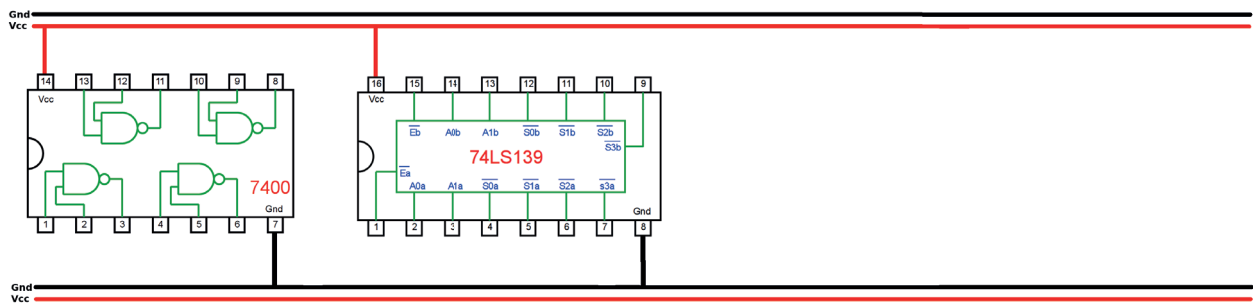 Gnd
Vcc
14 13 12 11 10 9 8
16 15 14 13 12 11 10 9
Vcc
Vcc
Eb A0b A1b S0b S1b S2b
S3b
74LS139
Ea
7400
A0a A1a S0a S1a S2a s3a
Gnd
Gnd
1 2 3 4 5 6 7
1 2 3 4 5 6 7 8
Gnd
Vcc